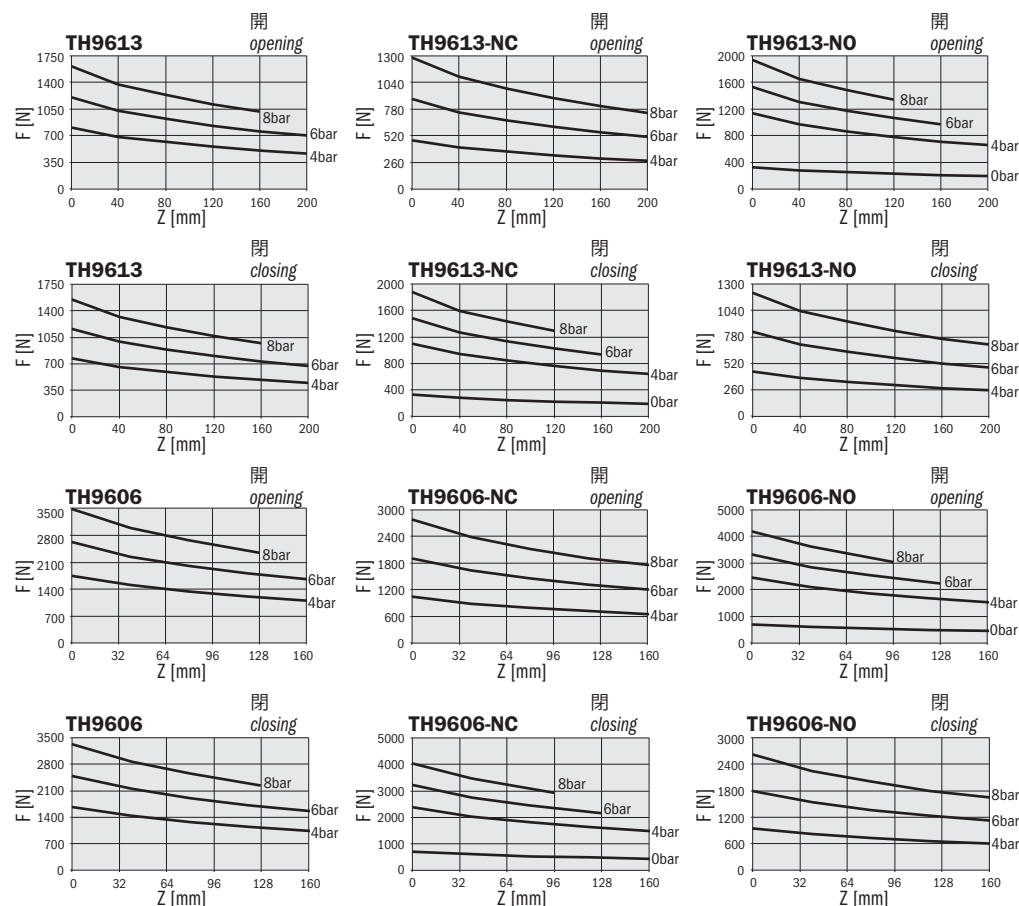 開
TH9613 opening
F [N]
1750
1400
1050
700
350
0
8bar
6bar
4bar
0 40 80 120 160 200
Z [mm]
開
TH9613-NC opening
F [N]
1300
1040
780
520
260
0
8bar
6bar
4bar
0 40 80 120 160 200
Z [mm]
開
TH9613-NO opening
F [N]
2000
1600
1200
800
400
0
8bar
6bar
4bar
0bar
0 40 80 120 160 200
Z [mm]
閉
TH9613 closing
F [N]
1750
1400
1050
700
350
0
8bar
6bar
4bar
0 40 80 120 160 200
Z [mm]
閉
TH9613-NC closing
F [N]
2000
1600
1200
800
400
0
8bar
6bar
4bar
0bar
0 40 80 120 160 200
Z [mm]
閉
TH9613-NO closing
F [N]
1300
1040
780
520
260
0
8bar
6bar
4bar
0 40 80 120 160 200
Z [mm]
開
TH9606 opening
F [N]
3500
2800
2100
1400
700
0
8bar
6bar
4bar
0 32 64 96 128 160
Z [mm]
開
TH9606-NC opening
F [N]
3000
2400
1800
1200
600
0
8bar
6bar
4bar
0 32 64 96 128 160
Z [mm]
開
TH9606-NO opening
F [N]
5000
4000
3000
2000
1000
0
8bar
6bar
4bar
0bar
0 32 64 96 128 160
Z [mm]
閉
TH9606 closing
F [N]
3500
2800
2100
1400
700
0
8bar
6bar
4bar
0 32 64 96 128 160
Z [mm]
閉
TH9606-NC closing
F [N]
5000
4000
3000
2000
1000
0
8bar
6bar
4bar
0bar
0 32 64 96 128 160
Z [mm]
閉
TH9606-NO closing
F [N]
3000
2400
1800
1200
600
0
8bar
6bar
4bar
0 32 64 96 128 160
Z [mm]